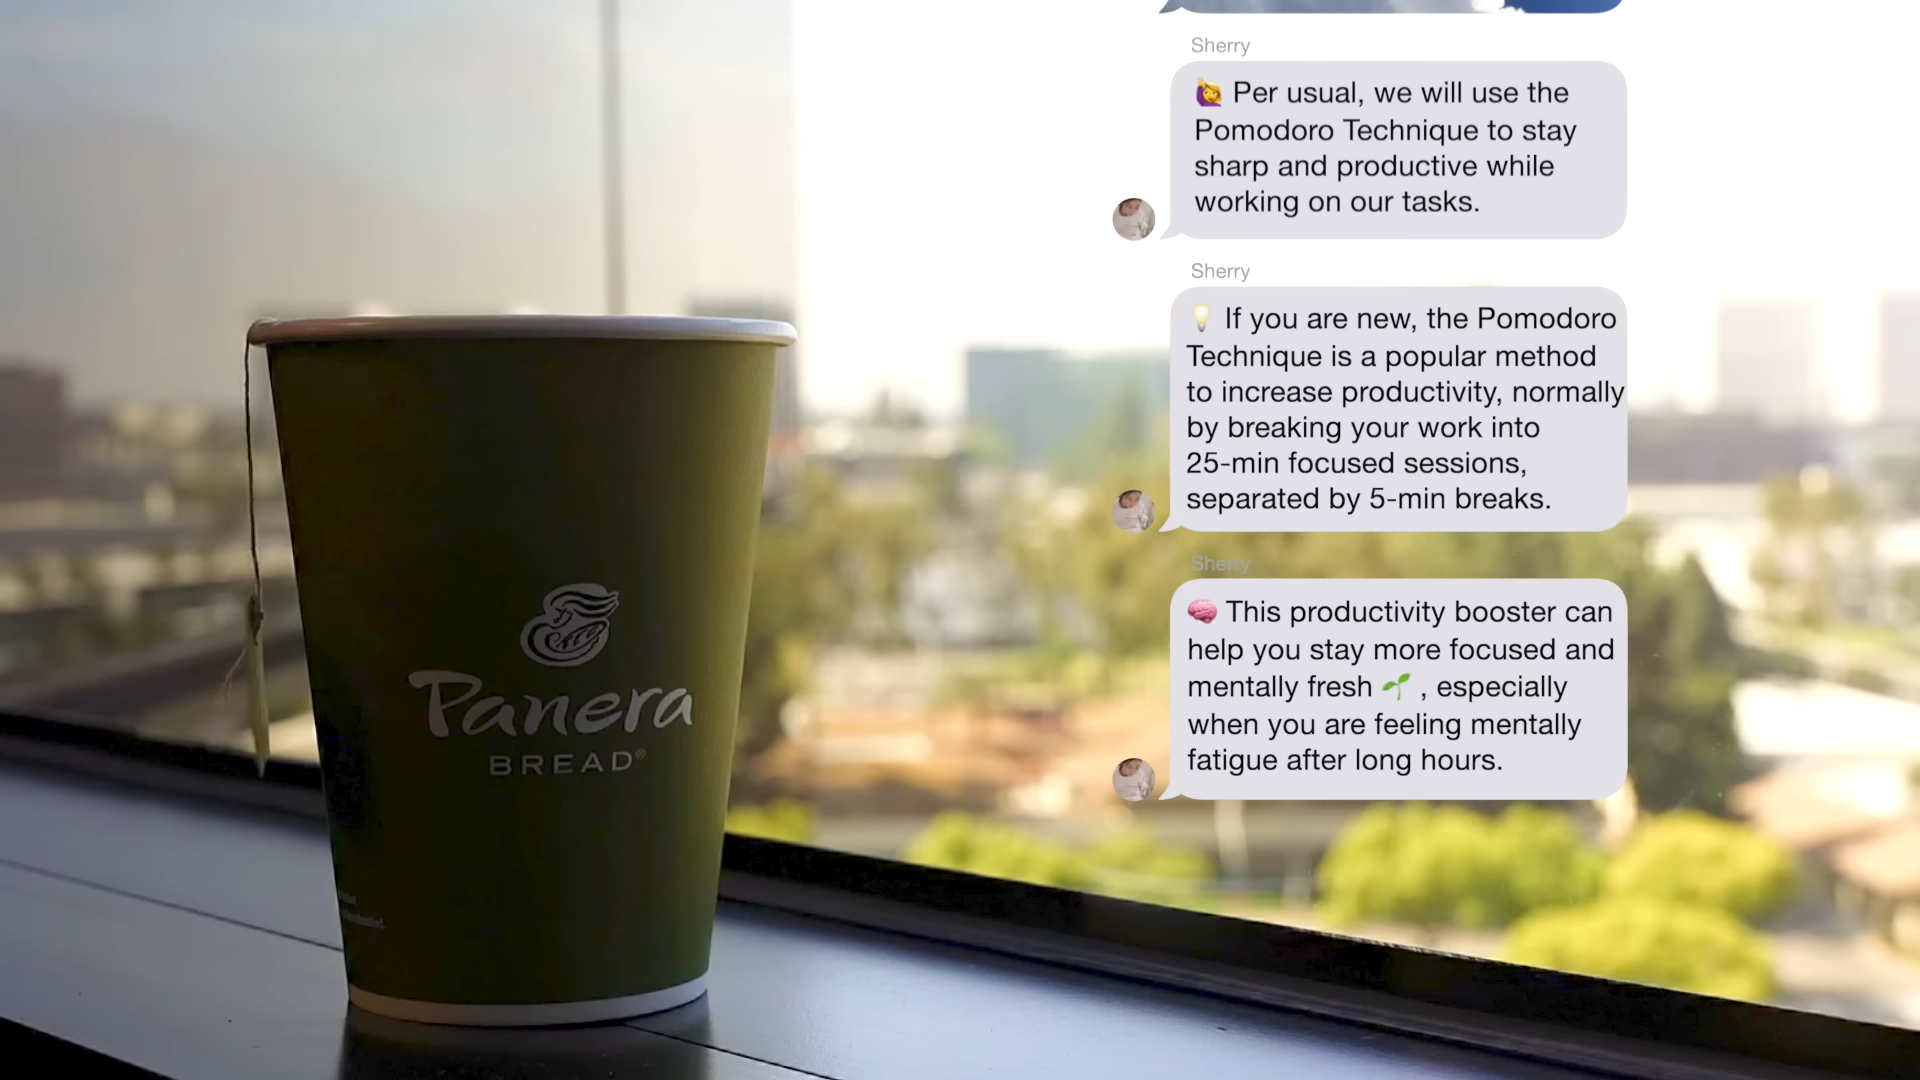 Sherry
🙋‍♀️ Per usual, we will use the
Pomodoro Technique to stay
sharp and productive while
working on our tasks.
Sherry
💡 If you are new, the Pomodoro
Technique is a popular method
to increase productivity, normally
by breaking your work into
25-min focused sessions,
separated by 5-min breaks.
Sherry
🧠 This productivity booster can
help you stay more focused and
mentally fresh 🌱 , especially
when you are feeling mentally
fatigue after long hours.
Panera
BREAD®